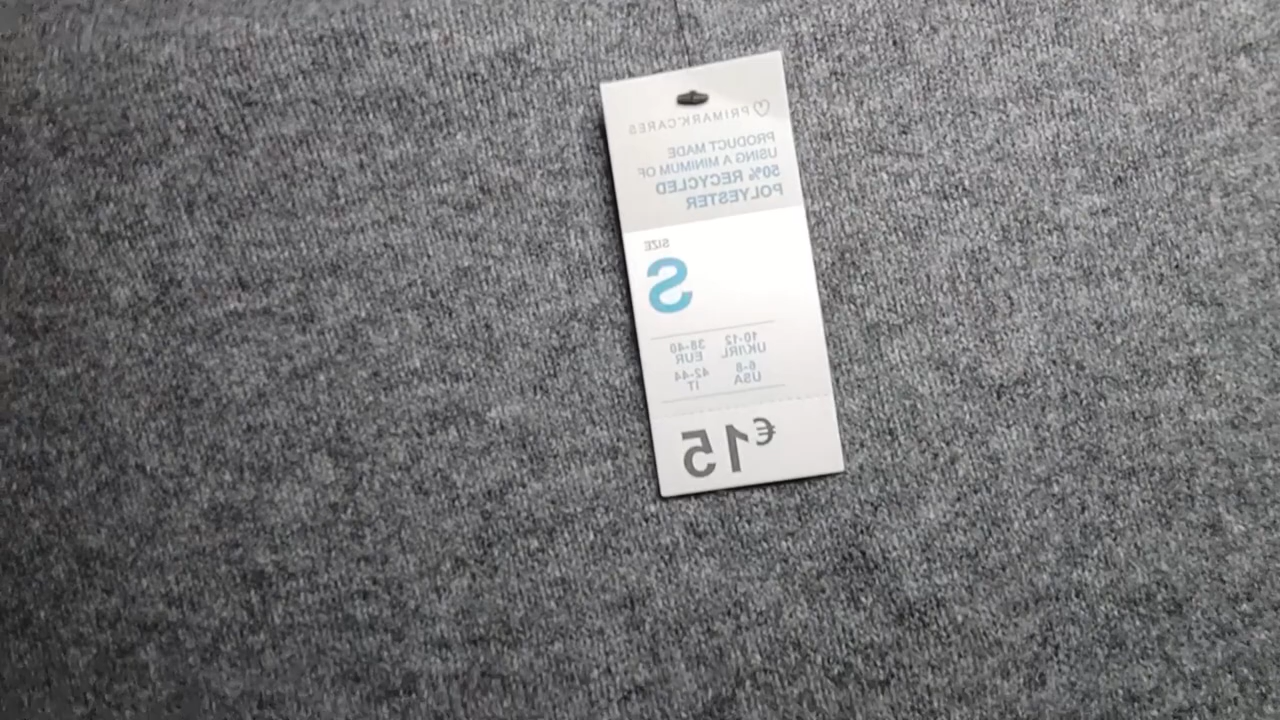 PRIMARK CARES
PRODUCT MADE
USING A MINIMUM OF
50% RECYCLED
POLYESTER
SIZE
S
10-12 38-40
UK/IRL EUR
6-8 42-44
USA IT
€15